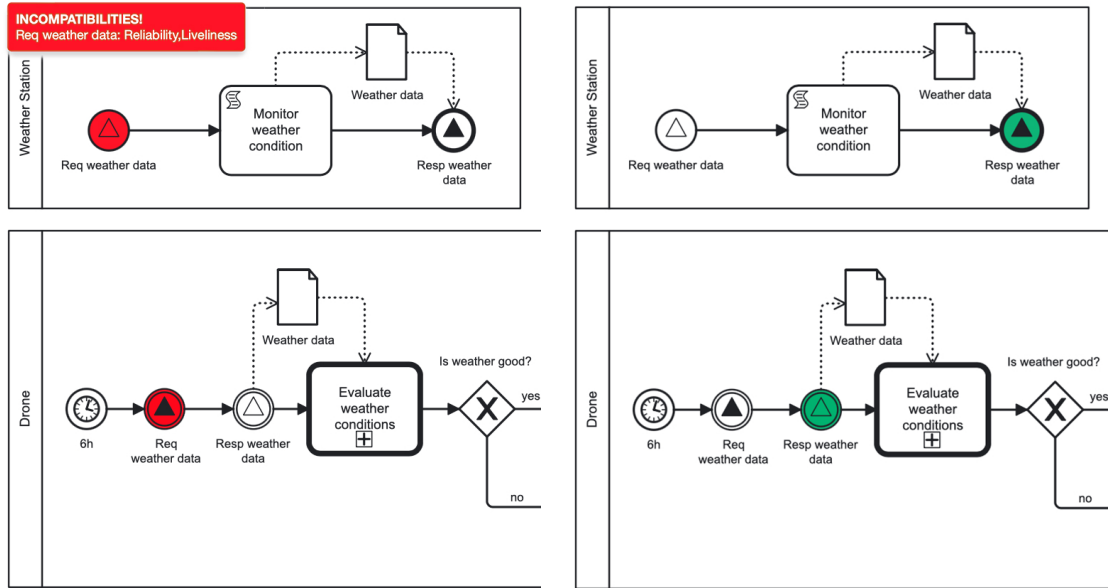 INCOMPATIBILITIES!
Req weather data: Reliability,Liveliness
Weather Station
Weather data
Monitor
weather
condition
Req weather data
Resp weather
data
Drone
Weather data
Is weather good?
Evaluate
weather
conditions
yes
6h
Req
weather data
Resp weather
data
no
Weather Station
Weather data
Monitor
weather
condition
Req weather data
Resp weather
data
Drone
Weather data
Is weather good?
Evaluate
weather
conditions
yes
6h
Req
weather data
Resp weather
data
no